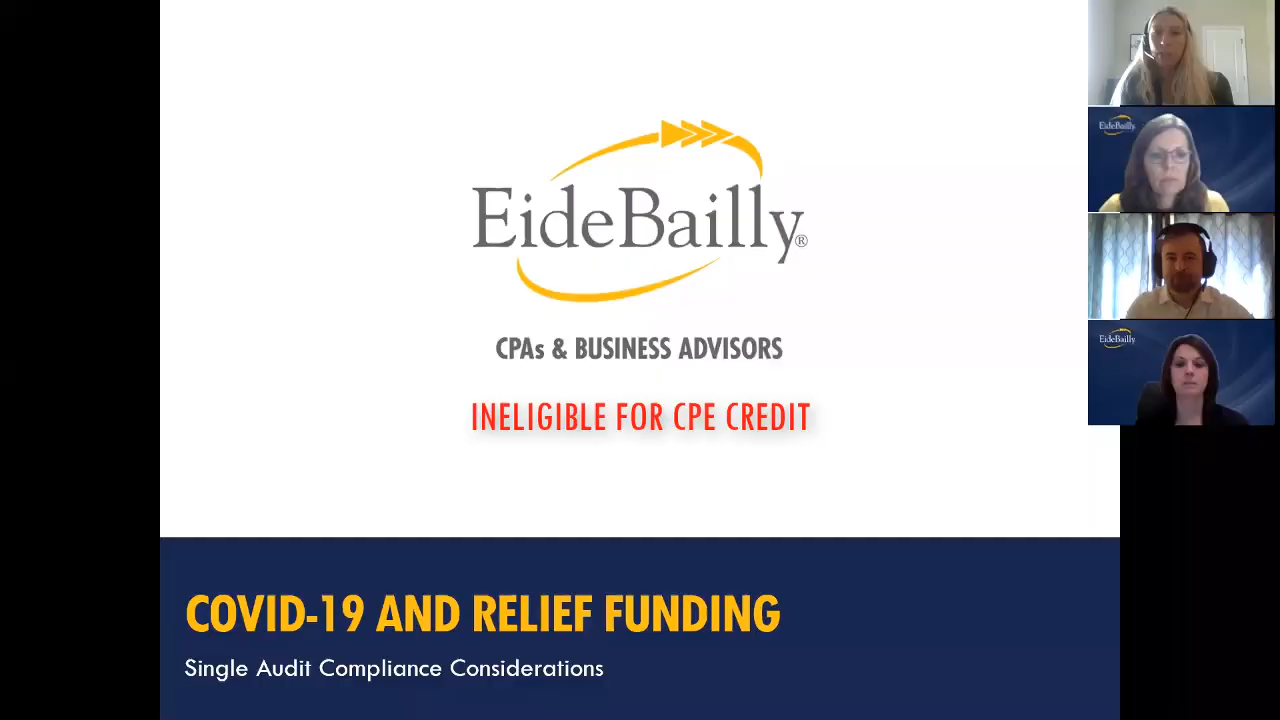 EideBailly®
CPAs & BUSINESS ADVISORS
INELIGIBLE FOR CPE CREDIT
COVID-19 AND RELIEF FUNDING
Single Audit Compliance Considerations
EideBailly
EideBailly